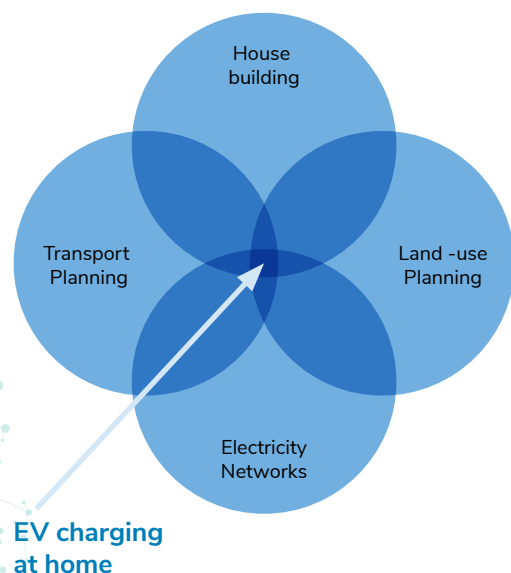 House
building
Transport
Planning
Land -use
Planning
Electricity
Networks
EV charging
at home